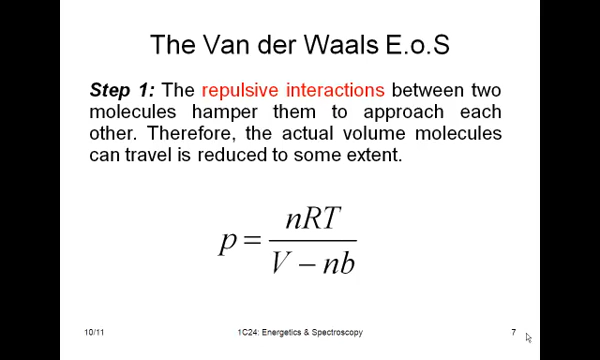 The Van der Waals E.o.S
Step 1: The repulsive interactions between two
molecules hamper them to approach each
other. Therefore, the actual volume molecules
can travel is reduced to some extent.
p = nRT / (V − nb)
10/11 1C24: Energetics & Spectroscopy 7